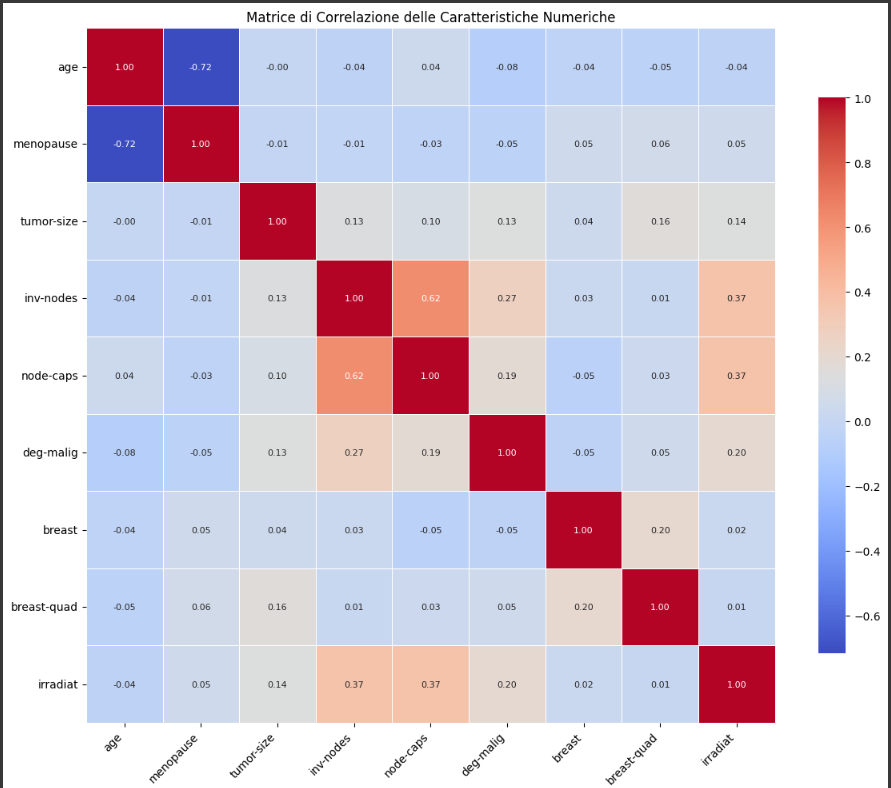 Matrice di Correlazione delle Caratteristiche Numeriche
age 1.00 -0.72 -0.00 -0.04 0.04 -0.08 -0.04 -0.05 -0.04
menopause -0.72 1.00 -0.01 -0.01 -0.03 -0.05 0.05 0.06 0.05
tumor-size -0.00 -0.01 1.00 0.13 0.10 0.13 0.04 0.16 0.14
inv-nodes -0.04 -0.01 0.13 1.00 0.62 0.27 0.03 0.01 0.37
node-caps 0.04 -0.03 0.10 0.62 1.00 0.19 -0.05 0.03 0.37
deg-malig -0.08 -0.05 0.13 0.27 0.19 1.00 -0.05 0.05 0.20
breast -0.04 0.05 0.04 0.03 -0.05 -0.05 1.00 0.20 0.02
breast-quad -0.05 0.06 0.16 0.01 0.03 0.05 0.20 1.00 0.01
irradiat -0.04 0.05 0.14 0.37 0.37 0.20 0.02 0.01 1.00
age menopause tumor-size inv-nodes node-caps deg-malig breast breast-quad irradiat
1.0
0.8
0.6
0.4
0.2
0.0
−0.2
−0.4
−0.6